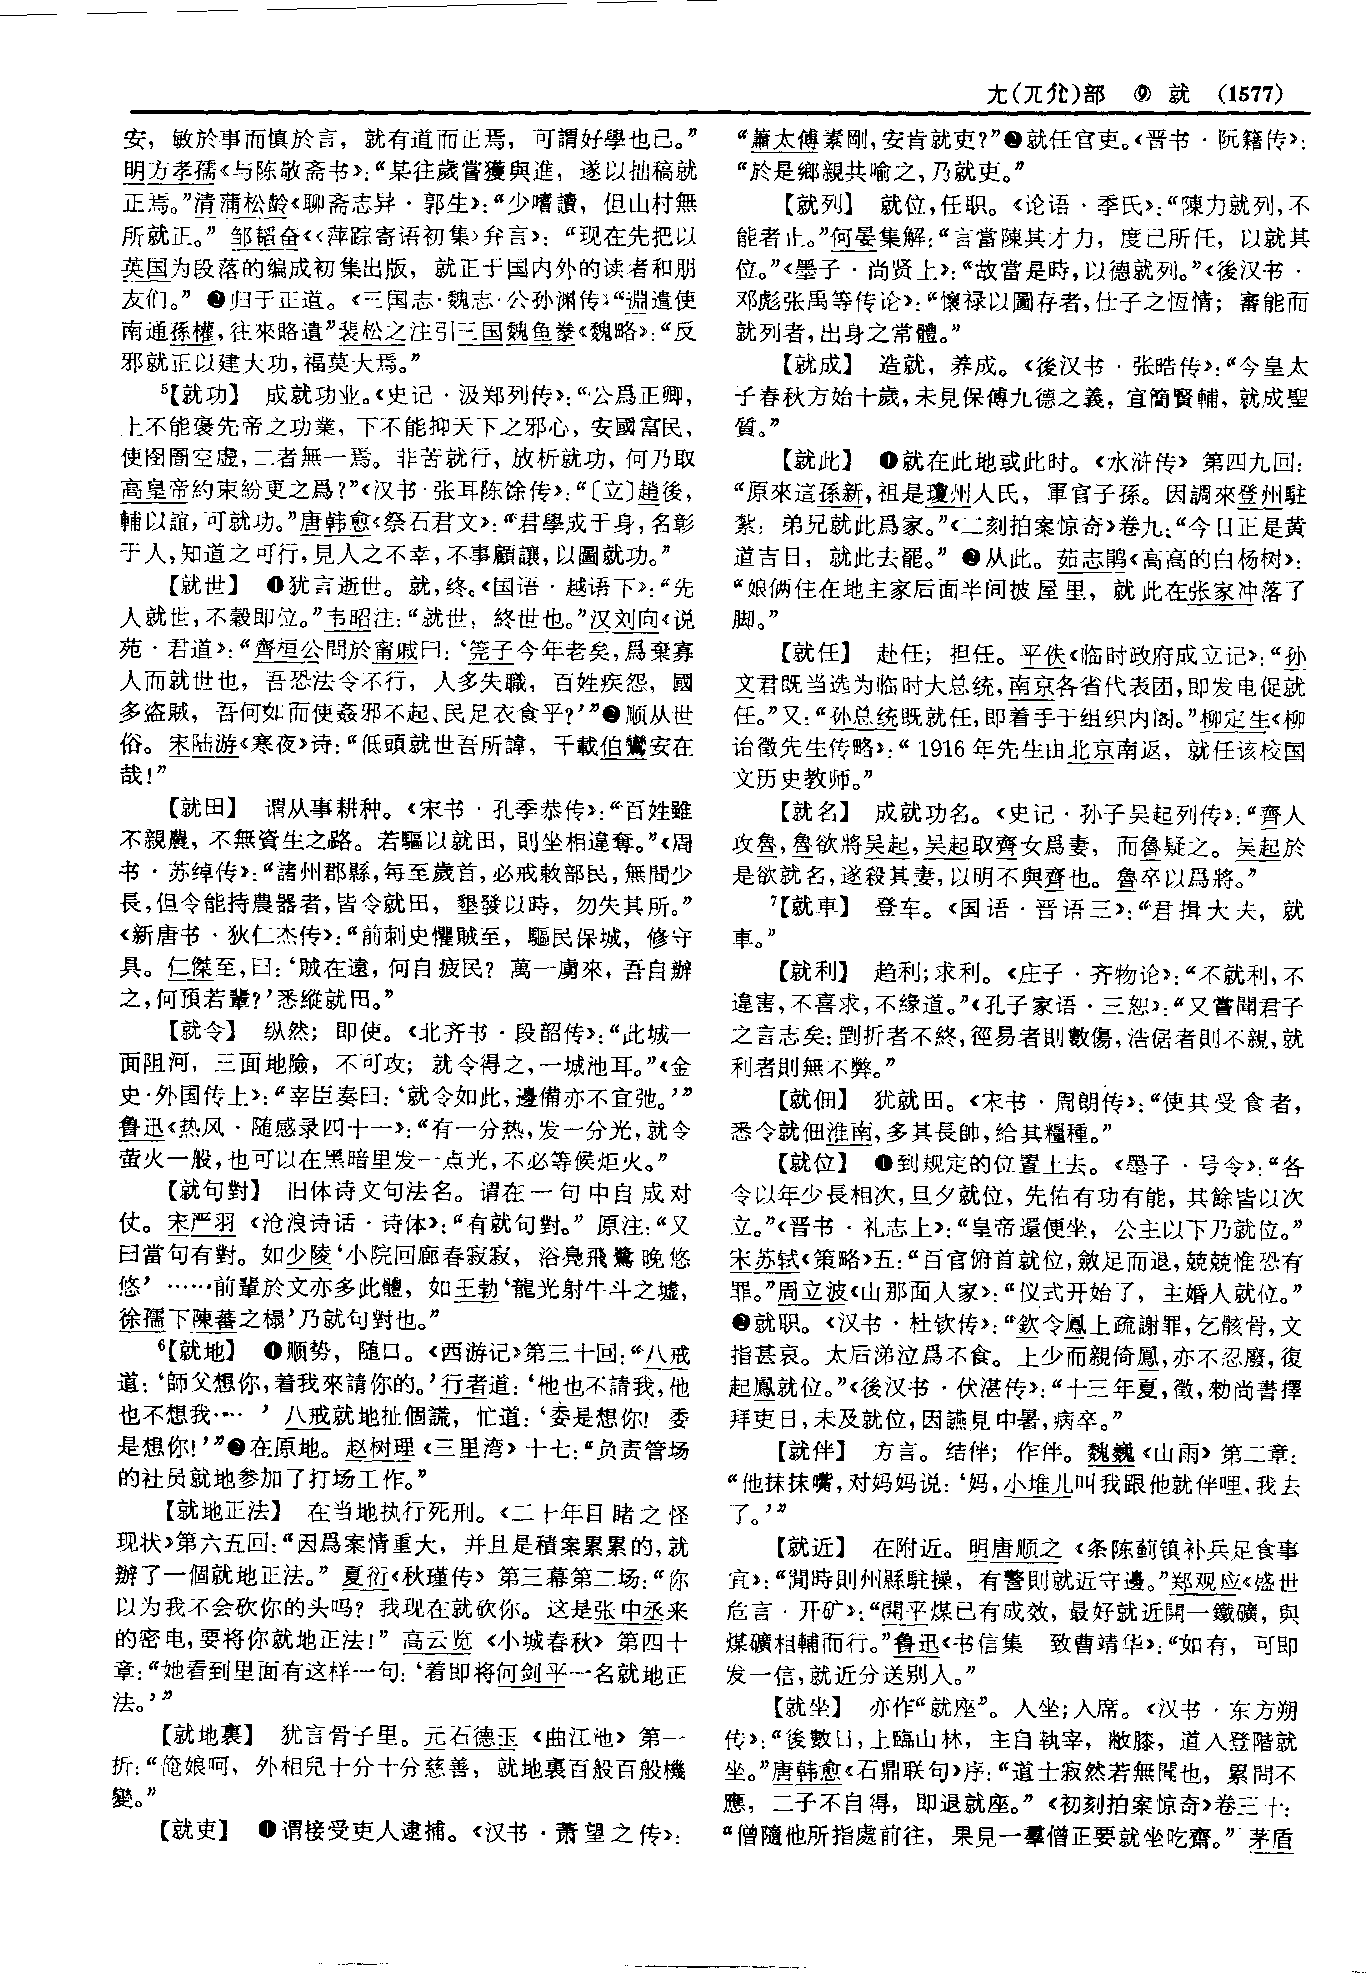 尢(兀尣)部 ⑨ 就 (1577)
安，敏於事而慎於言，就有道而正焉，可謂好學也已。”
明方孝孺《与陈敬斋书》：“某往歲嘗獲與進，遂以拙稿就
正焉。”清蒲松龄《聊斋志异·郭生》：“少嗜讀，但山村無
所就正。”邹韬奋《〈萍踪寄语初集〉弁言》：“现在先把以
英国为段落的编成初集出版，就正于国内外的读者和朋
友们。”❷归于正道。《三国志·魏志·公孙渊传》“淵遣使
南通孫權，往來賂遺”裴松之注引三国魏鱼豢《魏略》：“反
邪就正以建大功，福莫大焉。”
5【就功】 成就功业。《史记·汲郑列传》：“公爲正卿，
上不能褒先帝之功業，下不能抑天下之邪心，安國富民，
使囹圄空虚，二者無一焉。非苦就行，放析就功，何乃取
高皇帝約束紛更之爲？”《汉书·张耳陈馀传》：“〔立〕趙後，
輔以誼，可就功。”唐韩愈《祭石君文》：“君學成于身，名彰
于人，知道之可行，見人之不幸，不事顧讓，以圖就功。”
【就世】 ❶犹言逝世。就，终。《国语·越语下》：“先
人就世，不穀即位。”韦昭注：“就世，終世也。”汉刘向《说
苑·君道》：“齊桓公問於甯戚曰：‘筦子今年老矣，爲棄寡
人而就世也，吾恐法令不行，人多失職，百姓疾怨，國
多盗賊，吾何如而使姦邪不起、民足衣食乎？’”❷顺从世
俗。宋陆游《寒夜》诗：“低頭就世吾所諱，千載伯鸞安在
哉！”
【就田】 谓从事耕种。《宋书·孔季恭传》：“百姓雖
不親農，不無資生之路。若驅以就田，則坐相違奪。”《周
书·苏绰传》：“諸州郡縣，每至歲首，必戒敕部民，無問少
長，但令能持農器者，皆令就田，墾發以時，勿失其所。”
《新唐书·狄仁杰传》：“前刺史懼賊至，驅民保城，修守
具。仁傑至，曰：‘賊在遠，何自疲民？萬一虜來，吾自辦
之，何預若輩？’悉縱就田。”
【就令】 纵然；即使。《北齐书·段韶传》：“此城一
面阻河，三面地險，不可攻；就令得之，一城池耳。”《金
史·外国传上》：“宰臣奏曰：‘就令如此，邊備亦不宜弛。’”
鲁迅《热风·随感录四十一》：“有一分热，发一分光，就令
萤火一般，也可以在黑暗里发一点光，不必等候炬火。”
【就句對】 旧体诗文句法名。谓在一句中自成对
仗。宋严羽《沧浪诗话·诗体》：“有就句對。”原注：“又
曰當句有對。如少陵‘小院回廊春寂寂，浴鳧飛鷺晚悠
悠’……前輩於文亦多此體，如王勃‘龍光射牛斗之墟，
徐孺下陳蕃之榻’乃就句對也。”
6【就地】 ❶顺势，随口。《西游记》第三十回：“八戒
道：‘師父想你，着我來請你的。’行者道：‘他也不請我，他
也不想我……’八戒就地扯個謊，忙道：‘委是想你！委
是想你！’”❷在原地。赵树理《三里湾》十七：“负责管场
的社员就地参加了打场工作。”
【就地正法】 在当地执行死刑。《二十年目睹之怪
现状》第六五回：“因爲案情重大，并且是積案累累的，就
辦了一個就地正法。”夏衍《秋瑾传》第三幕第二场：“你
以为我不会砍你的头吗？我现在就砍你。这是张中丞来
的密电，要将你就地正法！”高云览《小城春秋》第四十
章：“她看到里面有这样一句：‘着即将何剑平一名就地正
法。’”
【就地裏】 犹言骨子里。元石德玉《曲江池》第一
折：“俺娘呵，外相兒十分十分慈善，就地裏百般百般機
變。”
【就吏】 ❶谓接受吏人逮捕。《汉书·萧望之传》：
“蕭太傅素剛，安肯就吏？”❷就任官吏。《晋书·阮籍传》：
“於是鄉親共喻之，乃就吏。”
【就列】 就位，任职。《论语·季氏》：“陳力就列，不
能者止。”何晏集解：“言當陳其才力，度己所任，以就其
位。”《墨子·尚贤上》：“故當是時，以德就列。”《後汉书·
邓彪张禹等传论》：“懷禄以圖存者，仕子之恆情；審能而
就列者，出身之常體。”
【就成】 造就，养成。《後汉书·张晧传》：“今皇太
子春秋方始十歲，未見保傅九德之義，宜簡賢輔，就成聖
質。”
【就此】 ❶就在此地或此时。《水浒传》第四九回：
“原來這孫新，祖是瓊州人氏，軍官子孫。因調來登州駐
紮，弟兄就此爲家。”《二刻拍案惊奇》卷九：“今日正是黄
道吉日，就此去罷。”❷从此。茹志鹃《高高的白杨树》：
“娘俩住在地主家后面半间披屋里，就此在张家冲落了
脚。”
【就任】 赴任；担任。平佚《临时政府成立记》：“孙
文君既当选为临时大总统，南京各省代表团，即发电促就
任。”又：“孙总统既就任，即着手于组织内阁。”柳定生《柳
诒徵先生传略》：“1916年先生由北京南返，就任该校国
文历史教师。”
【就名】 成就功名。《史记·孙子吴起列传》：“齊人
攻魯，魯欲將吴起，吴起取齊女爲妻，而魯疑之。吴起於
是欲就名，遂殺其妻，以明不與齊也。魯卒以爲將。”
7【就車】 登车。《国语·晋语三》：“君揖大夫，就
車。”
【就利】 趋利；求利。《庄子·齐物论》：“不就利，不
違害，不喜求，不缘道。”《孔子家语·三恕》：“又嘗聞君子
之言志矣：剛折者不終，徑易者則數傷，浩倨者則不親，就
利者則無不弊。”
【就佃】 犹就田。《宋书·周朗传》：“使其受食者，
悉令就佃淮南，多其長帥，給其糧種。”
【就位】 ❶到规定的位置上去。《墨子·号令》：“各
令以年少長相次，旦夕就位，先佑有功有能，其餘皆以次
立。”《晋书·礼志上》：“皇帝還便坐，公主以下乃就位。”
宋苏轼《策略》五：“百官俯首就位，斂足而退，兢兢惟恐有
罪。”周立波《山那面人家》：“仪式开始了，主婚人就位。”
❷就职。《汉书·杜钦传》：“欽令鳳上疏謝罪，乞骸骨，文
指甚哀。太后涕泣爲不食。上少而親倚鳳，亦不忍廢，復
起鳳就位。”《後汉书·伏湛传》：“十三年夏，徵，敕尚書擇
拜吏日，未及就位，因讌見中暑，病卒。”
【就伴】 方言。结伴；作伴。魏巍《山雨》第二章：
“他抹抹嘴，对妈妈说：‘妈，小堆儿叫我跟他就伴哩，我去
了。’”
【就近】 在附近。明唐顺之《条陈蓟镇补兵足食事
宜》：“閒時則州縣駐操，有警則就近守邊。”郑观应《盛世
危言·开矿》：“開平煤已有成效，最好就近開一鐵礦，與
煤礦相輔而行。”鲁迅《书信集 致曹靖华》：“如有，可即
发一信，就近分送别人。”
【就坐】 亦作“就座”。入坐；入席。《汉书·东方朔
传》：“後數日，上臨山林，主自執宰，敝膝，道入登階就
坐。”唐韩愈《石鼎联句》序：“道士寂然若無聞也，累問不
應，二子不自得，即退就座。”《初刻拍案惊奇》卷三十：
“僧隨他所指處前往，果見一羣僧正要就坐吃齋。”茅盾